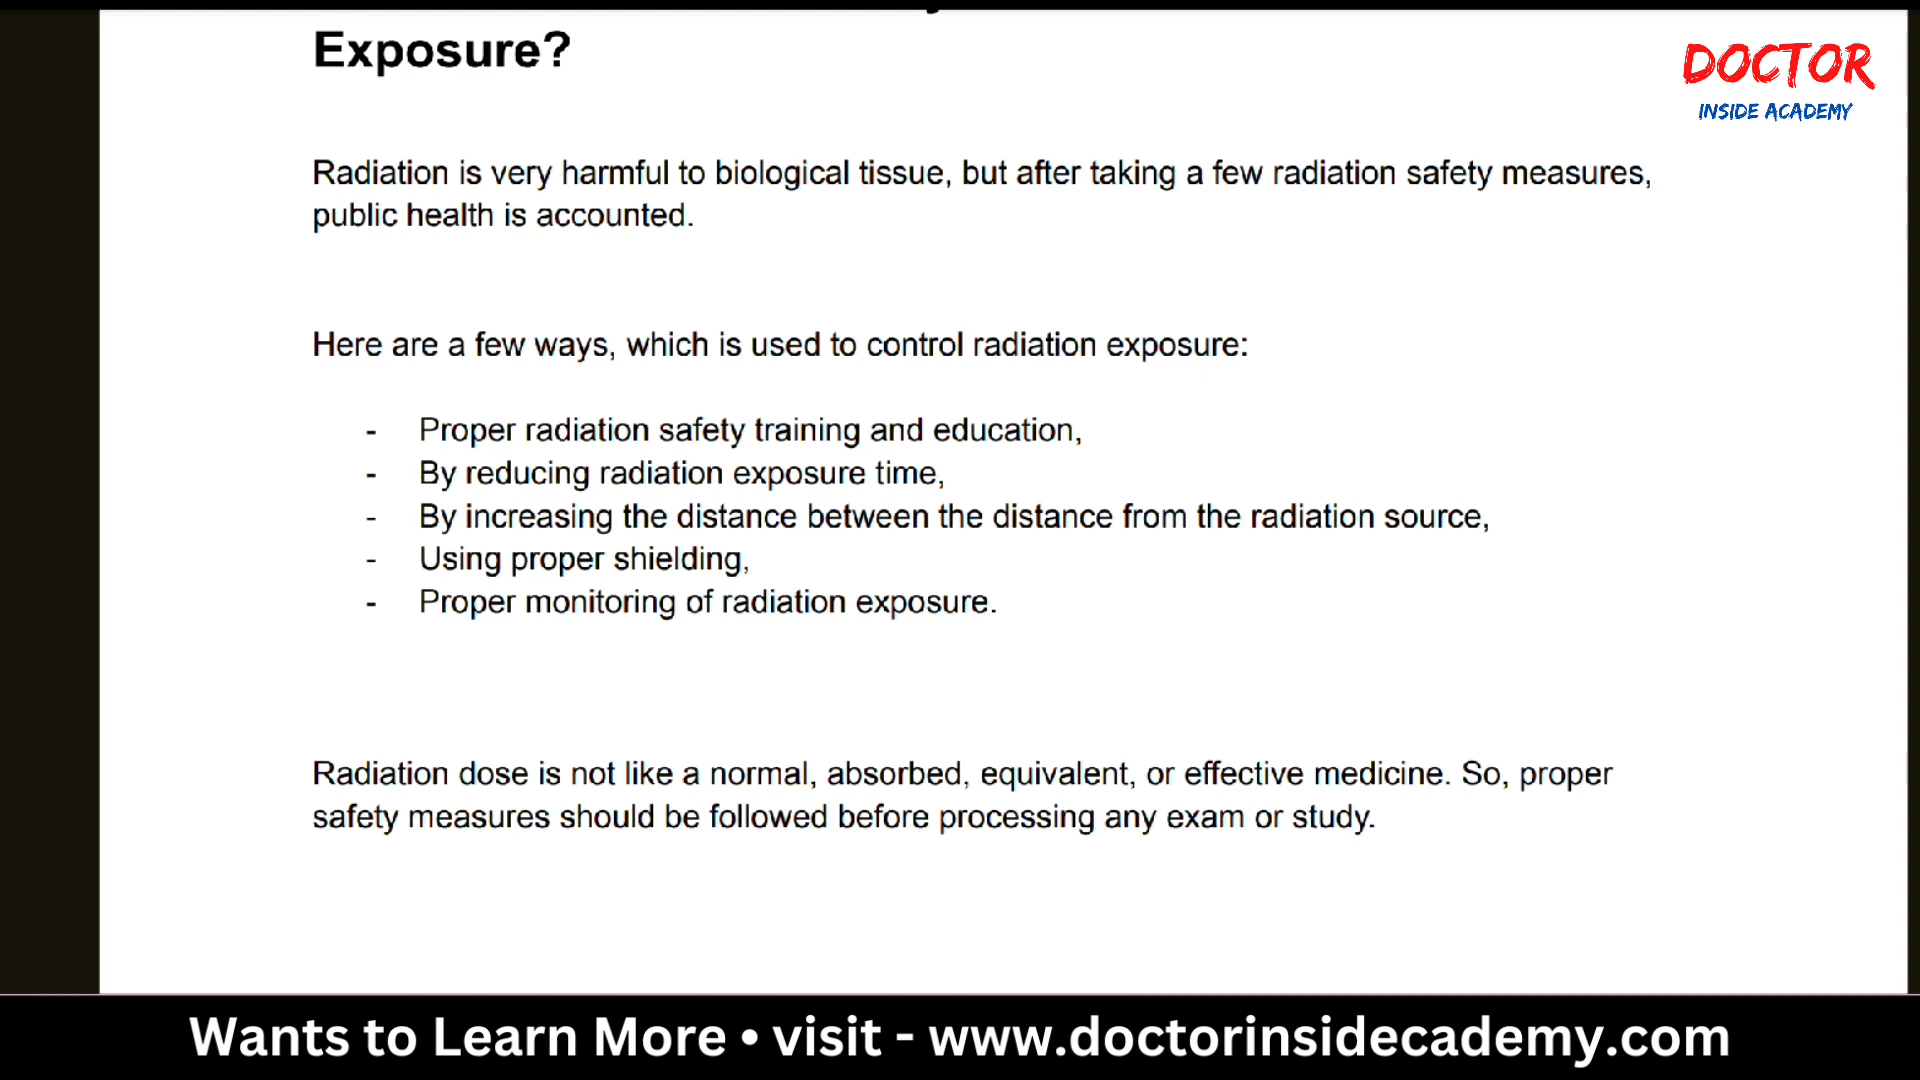 Exposure?
DOCTOR
INSIDE ACADEMY
Radiation is very harmful to biological tissue, but after taking a few radiation safety measures,
public health is accounted.
Here are a few ways, which is used to control radiation exposure:
- Proper radiation safety training and education,
- By reducing radiation exposure time,
- By increasing the distance between the distance from the radiation source,
- Using proper shielding,
- Proper monitoring of radiation exposure.
Radiation dose is not like a normal, absorbed, equivalent, or effective medicine. So, proper
safety measures should be followed before processing any exam or study.
Wants to Learn More • visit - www.doctorinsidecademy.com